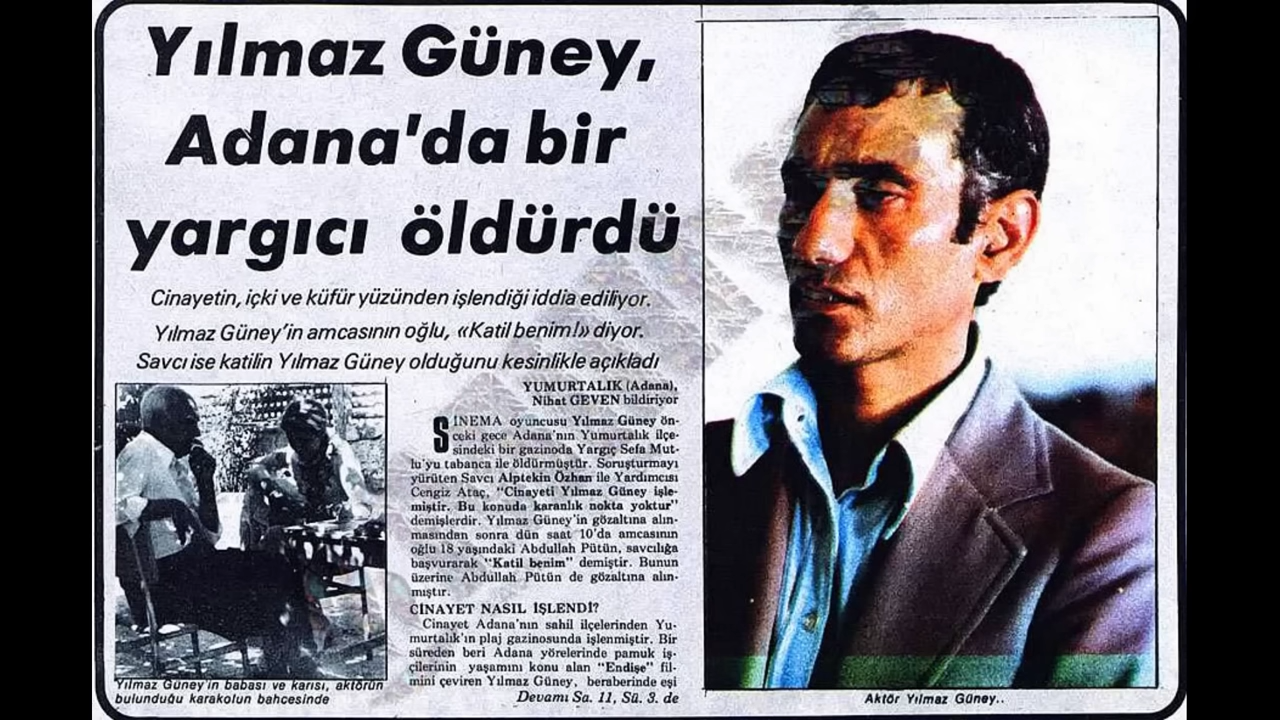 Yılmaz Güney,
Adana'da bir
yargıcı öldürdü
Cinayetin, içki ve küfür yüzünden işlendiği iddia ediliyor.
Yılmaz Güney'in amcasının oğlu, «Katil benim!» diyor.
Savcı ise katilin Yılmaz Güney olduğunu kesinlikle açıkladı
YUMURTALIK (Adana),
Nihat GEVEN bildiriyor
SİNEMA oyuncusu Yılmaz Güney ön-
ceki gece Adana'nın Yumurtalık ilçe-
sindeki bir gazinoda Yargıç Sefa Mut-
lu'yu tabanca ile öldürmüştür. Soruşturmayı
yürüten Savcı Alptekin Özhan ile Yardımcısı
Cengiz Ataç, "Cinayeti Yılmaz Güney işle-
miştir. Bu konuda karanlık nokta yoktur"
demişlerdir. Yılmaz Güney'in gözaltına alın-
masından sonra dün saat 10'da amcasının
oğlu 18 yaşındaki Abdullah Pütün, savcılığa
başvurarak "Katil benim" demiştir. Bunun
üzerine Abdullah Pütün de gözaltına alın-
mıştır.
CİNAYET NASIL İŞLENDİ?
Cinayet Adana'nın sahil ilçelerinden Yu-
murtalık'ın plaj gazinosunda işlenmiştir. Bir
süreden beri Adana yörelerinde pamuk iş-
çilerinin yaşamını konu alan "Endişe" fil-
mini çeviren Yılmaz Güney, beraberinde eşi
Devamı Sa. 11, Sü. 3. de
Yılmaz Güney'in babası ve karısı, aktörün
bulunduğu karakolun bahçesinde
Aktör Yılmaz Güney..